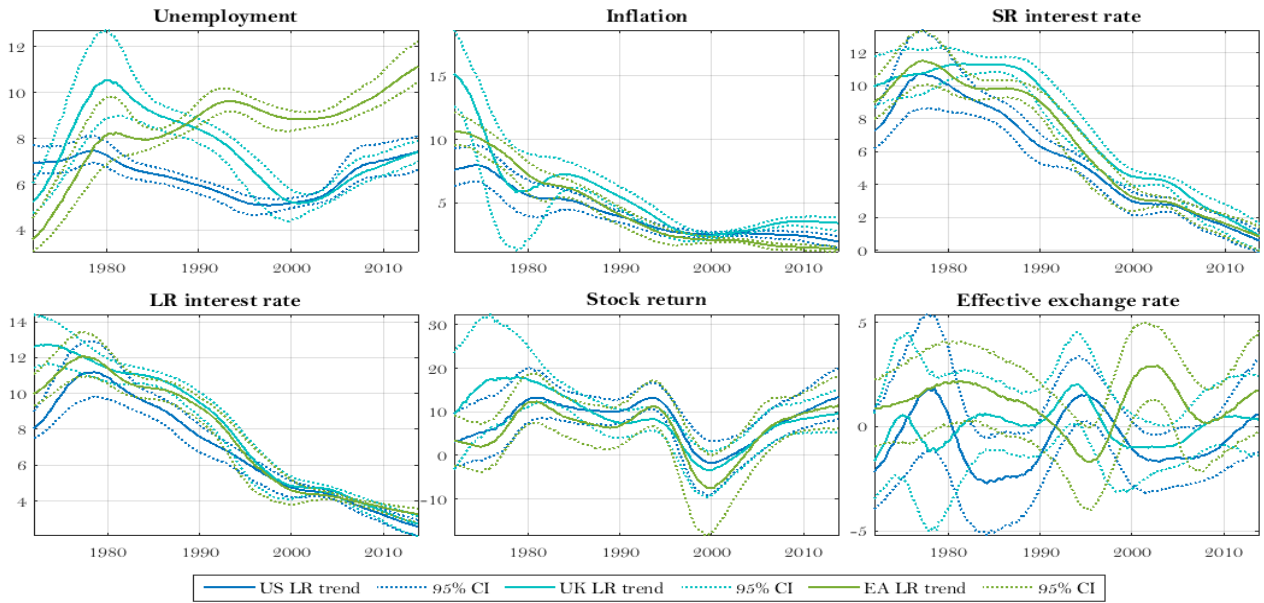 Unemployment
12
10
8
6
4
1980 1990 2000 2010
Inflation
15
10
5
1980 1990 2000 2010
SR interest rate
12
10
8
6
4
2
0
1980 1990 2000 2010
LR interest rate
14
12
10
8
6
4
1980 1990 2000 2010
Stock return
30
20
10
0
-10
1980 1990 2000 2010
Effective exchange rate
5
0
-5
1980 1990 2000 2010
US LR trend 95% CI UK LR trend 95% CI EA LR trend 95% CI